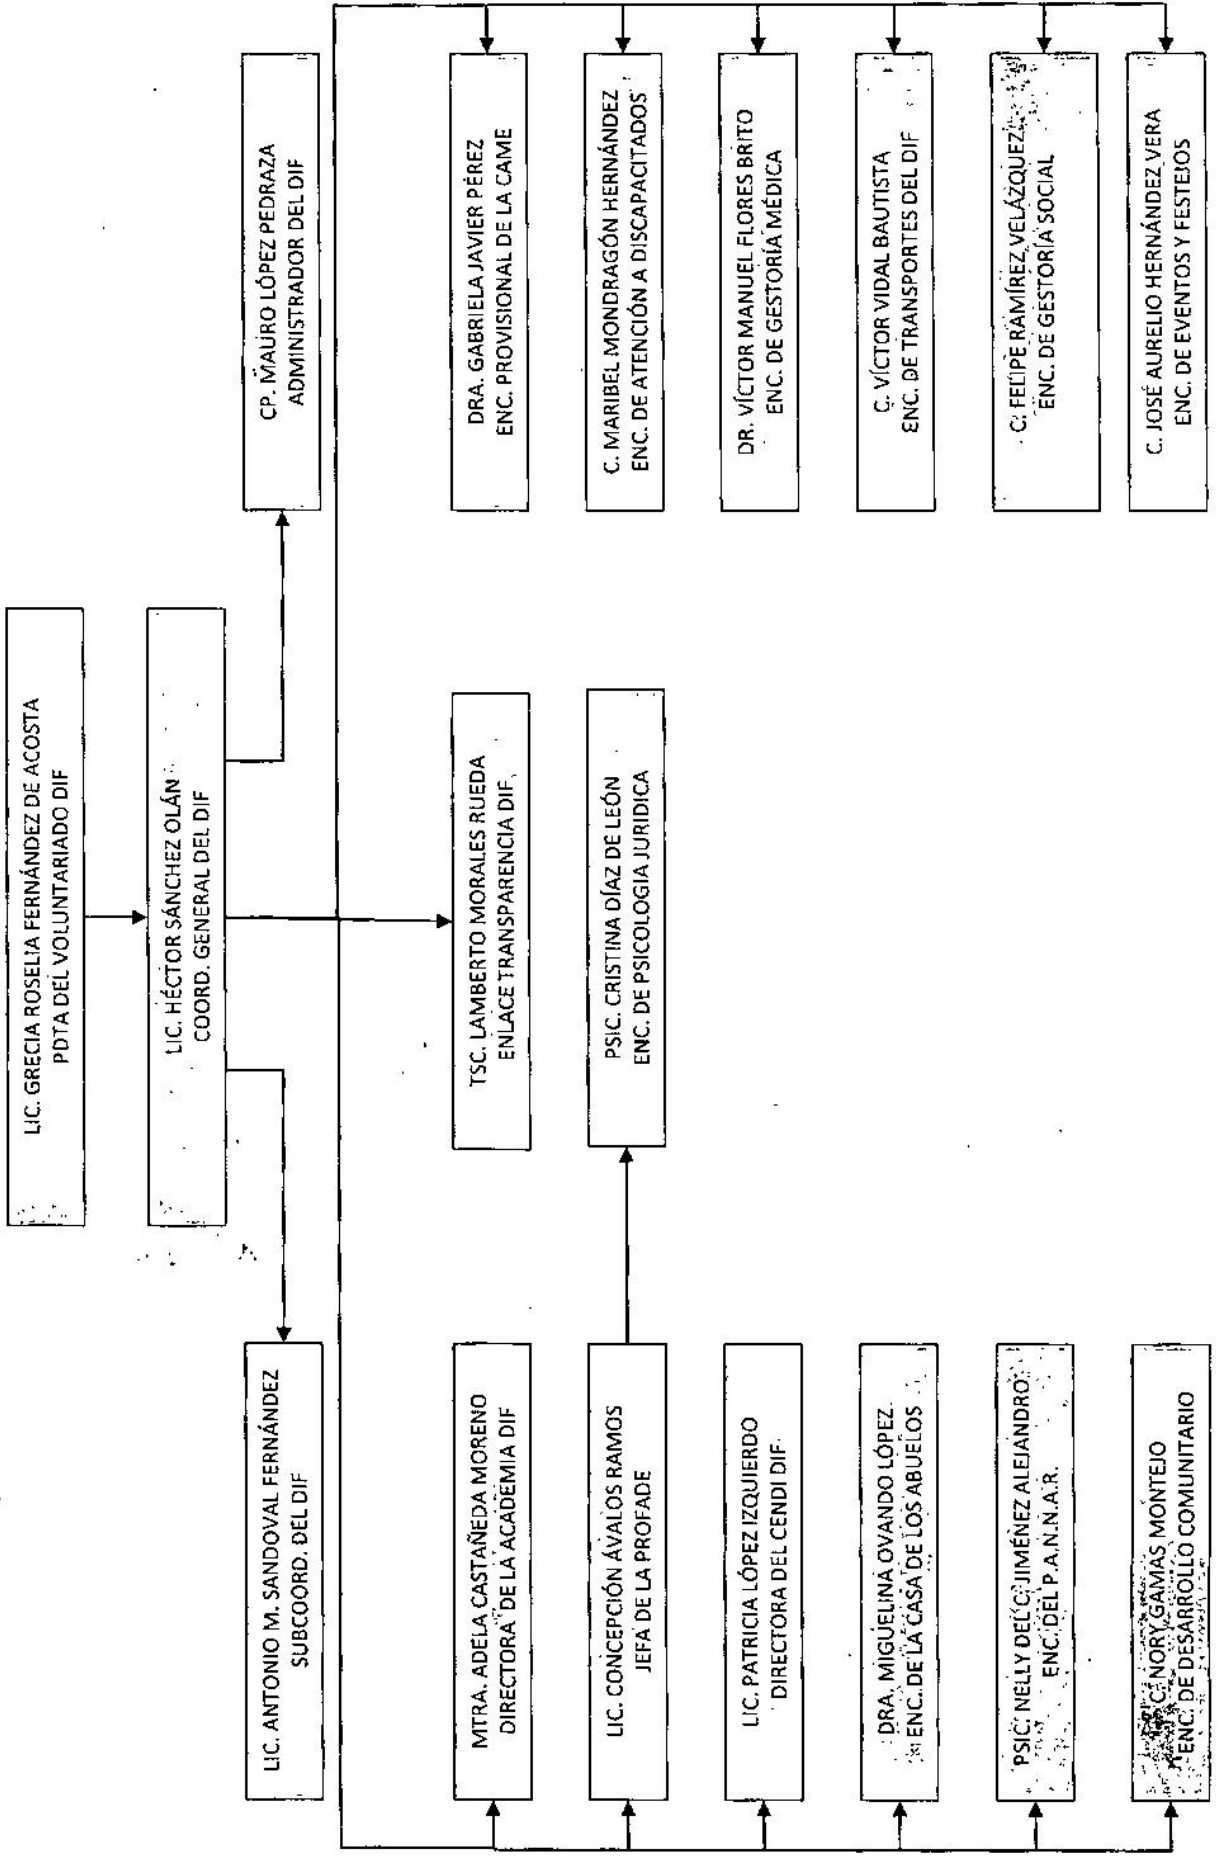 LIC. GRECIA ROSELIA FERNÁNDEZ DE ACOSTA
PDTA DEL VOLUNTARIADO DIF
LIC. HÉCTOR SÁNCHEZ OLÁN
COORD. GENERAL DEL DIF
LIC. ANTONIO M. SANDOVAL FERNÁNDEZ
SUBCOORD. DEL DIF
CP. MAURO LÓPEZ PEDRAZA
ADMINISTRADOR DEL DIF
MTRA. ADELA CASTAÑEDA MORENO
DIRECTORA DE LA ACADEMIA DIF
TSC. LAMBERTO MORALES RUEDA
ENLACE TRANSPARENCIA DIF
DRA. GABRIELA JAVIER PÉREZ
ENC. PROVISIONAL DE LA CAME
LIC. CONCEPCIÓN ÁVALOS RAMOS
JEFA DE LA PROFADE
PSIC. CRISTINA DÍAZ DE LEÓN
ENC. DE PSICOLOGIA JURIDICA
C. MARIBEL MONDRAGÓN HERNÁNDEZ
ENC. DE ATENCIÓN A DISCAPACITADOS
LIC. PATRICIA LÓPEZ IZQUIERDO
DIRECTORA DEL CENDI DIF
DR. VÍCTOR MANUEL FLORES BRITO
ENC. DE GESTORÍA MÉDICA
DRA. MIGUELINA OVANDO LÓPEZ
ENC. DE LA CASA DE LOS ABUELOS
C. VÍCTOR VIDAL BAUTISTA
ENC. DE TRANSPORTES DEL DIF
PSIC. NELLY DEL C. JIMÉNEZ ALEJANDRO
ENC. DEL P.A.N.N.A.R.
C. FELIPE RAMÍREZ VELÁZQUEZ
ENC. DE GESTORÍA SOCIAL
C. NORY GAMAS MONTEJO
ENC. DE DESARROLLO COMUNITARIO
C. JOSÉ AURELIO HERNÁNDEZ VERA
ENC. DE EVENTOS Y FESTEJOS